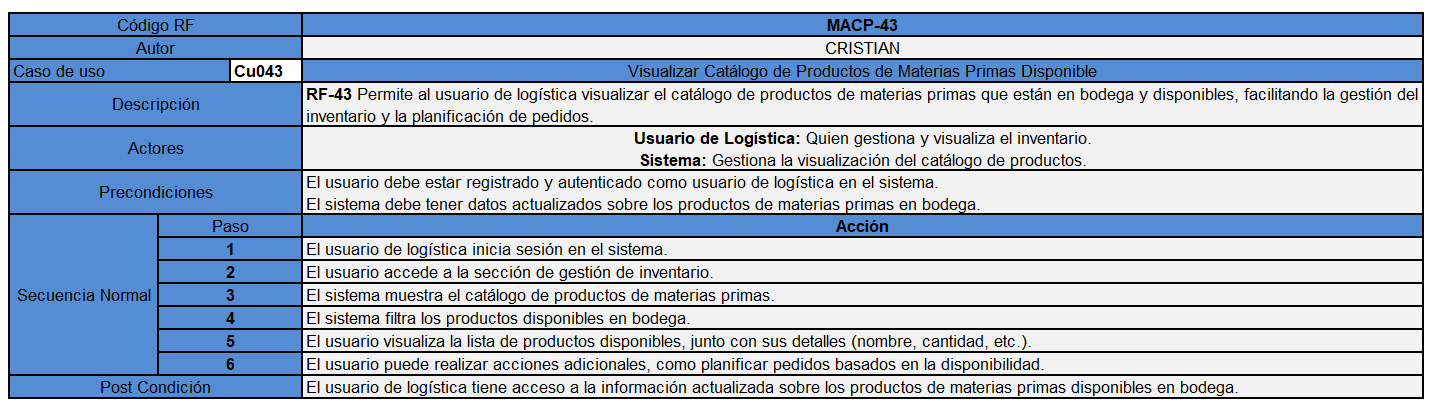 Código RF MACP-43
Autor CRISTIAN
Caso de uso Cu043 Visualizar Catálogo de Productos de Materias Primas Disponible
Descripción
RF-43 Permite al usuario de logística visualizar el catálogo de productos de materias primas que están en bodega y disponibles, facilitando la gestión del
inventario y la planificación de pedidos.
Actores
Usuario de Logística: Quien gestiona y visualiza el inventario.
Sistema: Gestiona la visualización del catálogo de productos.
Precondiciones
El usuario debe estar registrado y autenticado como usuario de logística en el sistema.
El sistema debe tener datos actualizados sobre los productos de materias primas en bodega.
Secuencia Normal
Paso Acción
1 El usuario de logística inicia sesión en el sistema.
2 El usuario accede a la sección de gestión de inventario.
3 El sistema muestra el catálogo de productos de materias primas.
4 El sistema filtra los productos disponibles en bodega.
5 El usuario visualiza la lista de productos disponibles, junto con sus detalles (nombre, cantidad, etc.).
6 El usuario puede realizar acciones adicionales, como planificar pedidos basados en la disponibilidad.
Post Condición El usuario de logística tiene acceso a la información actualizada sobre los productos de materias primas disponibles en bodega.